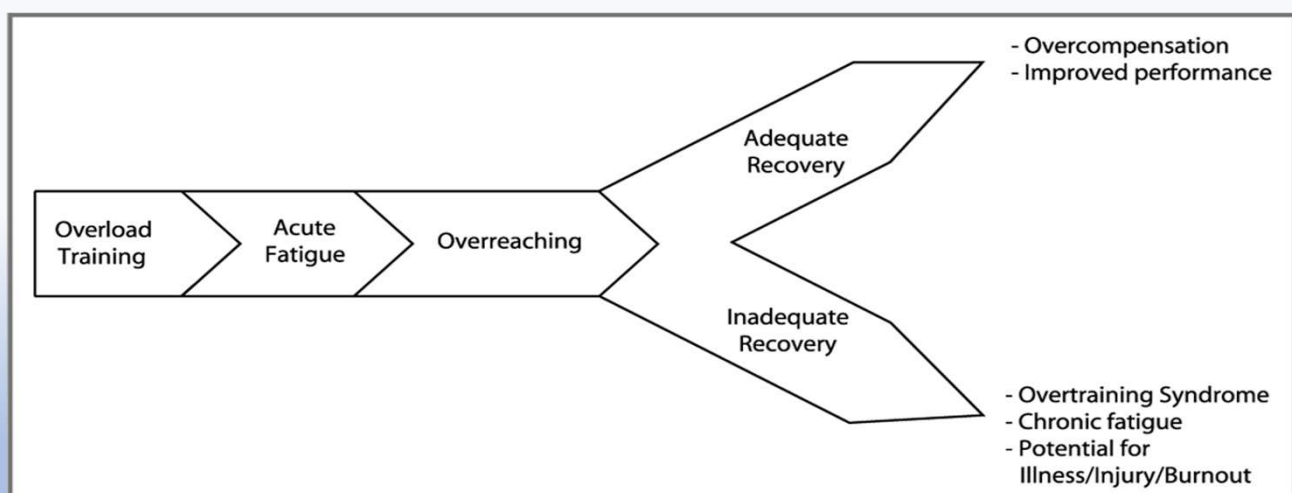 - Overcompensation
- Improved performance
Adequate
Recovery
Overload
Training
Acute
Fatigue
Overreaching
Inadequate
Recovery
- Overtraining Syndrome
- Chronic fatigue
- Potential for
Illness/Injury/Burnout